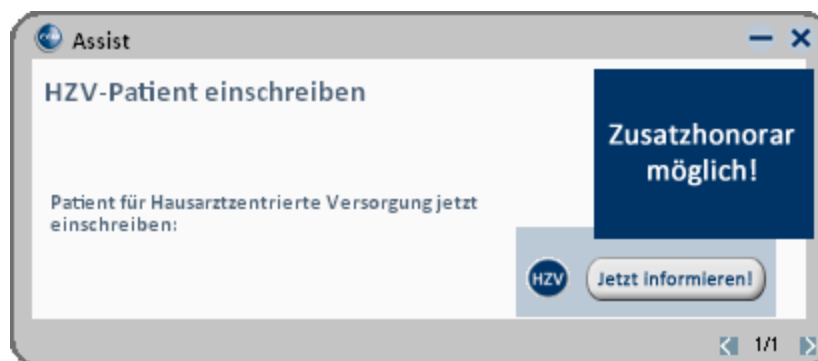 Assist
HZV-Patient einschreiben
Zusatzhonorar
möglich!
Patient für Hausarztzentrierte Versorgung jetzt
einschreiben:
HZV
Jetzt informieren!
1/1